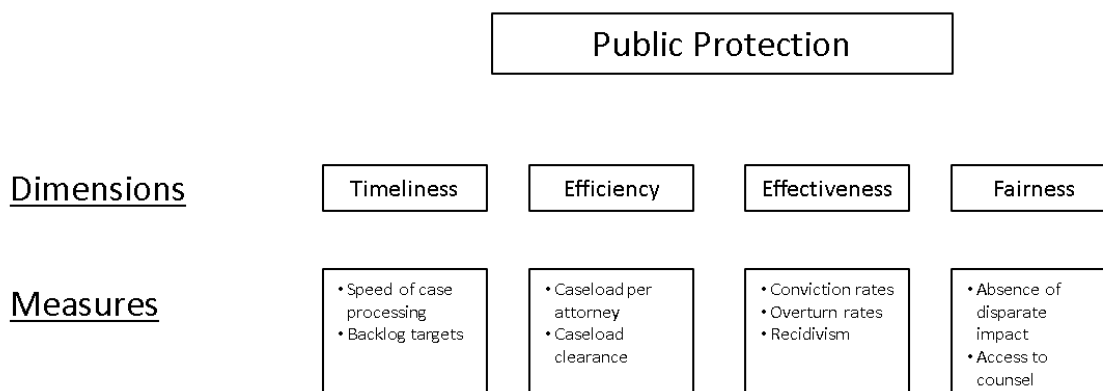 Public Protection
Dimensions
Timeliness
Efficiency
Effectiveness
Fairness
Measures
• Speed of case
processing
• Backlog targets
• Caseload per
attorney
• Caseload
clearance
• Conviction rates
• Overturn rates
• Recidivism
• Absence of
disparate
impact
• Access to
counsel